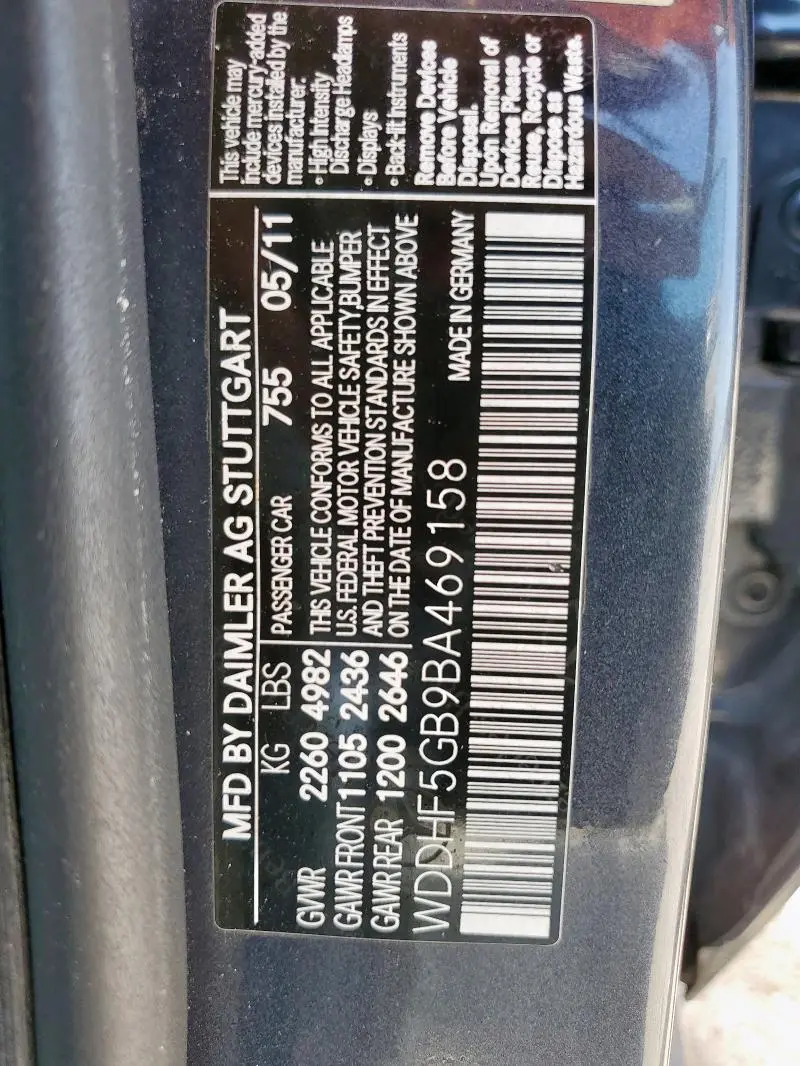 MFD BY DAIMLER AG STUTTGART
KG LBS PASSENGER CAR 755 05/11
GVWR 2260 4982
GAWR FRONT 1105 2436
GAWR REAR 1200 2646
THIS VEHICLE CONFORMS TO ALL APPLICABLE
U.S. FEDERAL MOTOR VEHICLE SAFETY,BUMPER
AND THEFT PREVENTION STANDARDS IN EFFECT
ON THE DATE OF MANUFACTURE SHOWN ABOVE
WDDHF5GB9BA469158 MADE IN GERMANY
This vehicle may
include mercury-added
devices installed by the
manufacturer:
• High Intensity
Discharge Headlamps
• Displays
• Back-lit Instruments
Remove Devices
Before Vehicle
Disposal.
Upon Removal of
Devices Please
Reuse, Recycle or
Dispose as
Hazardous Waste.